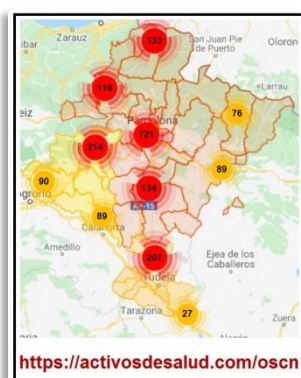 Zarauz
San Juan Pie
de Puerto
Oloron-
133
116
Larrau
76
Pamplona
721
214
89
90
134
89
A-15
Calahorra
Arnedillo
207
Ejea de los
Caballeros
Tudela
Tarazona
27
Zuera
https://activosdesalud.com/oscn